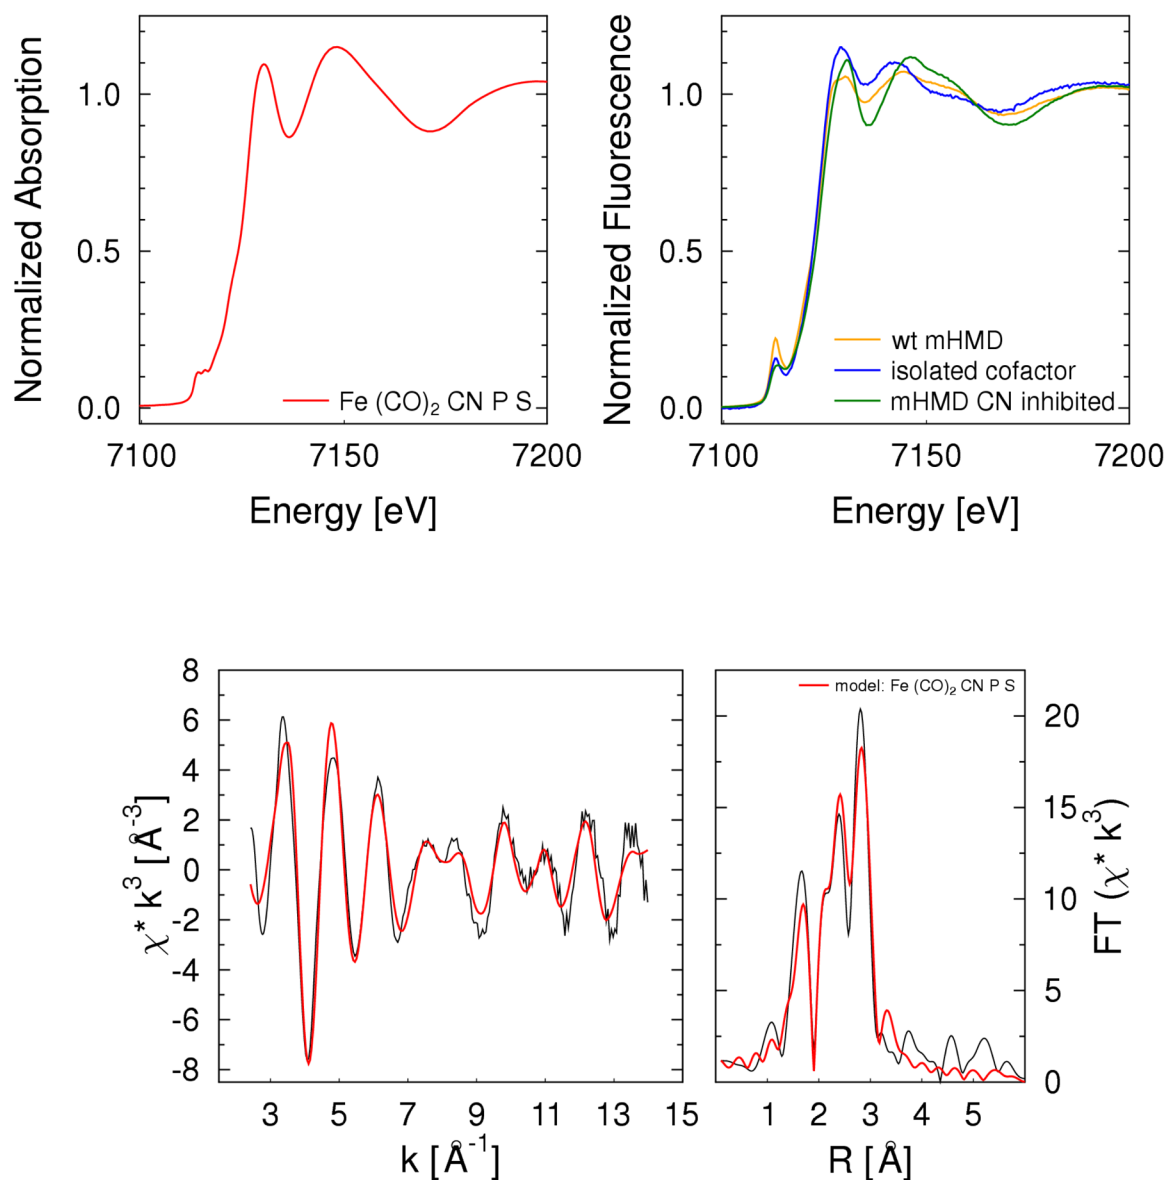 Normalized Absorption
1.0
0.5
0.0
Fe (CO)₂ CN P S
7100 7150 7200
Energy [eV]
Normalized Fluorescence
1.0
0.5
0.0
wt mHMD
isolated cofactor
mHMD CN inhibited
7100 7150 7200
Energy [eV]
χ* k³ [Å⁻³]
8
6
4
2
0
-2
-4
-6
-8
3 5 7 9 11 13 15
k [Å⁻¹]
model: Fe (CO)₂ CN P S
20
15
10
5
0
FT (χ* k³)
1 2 3 4 5
R [Å]